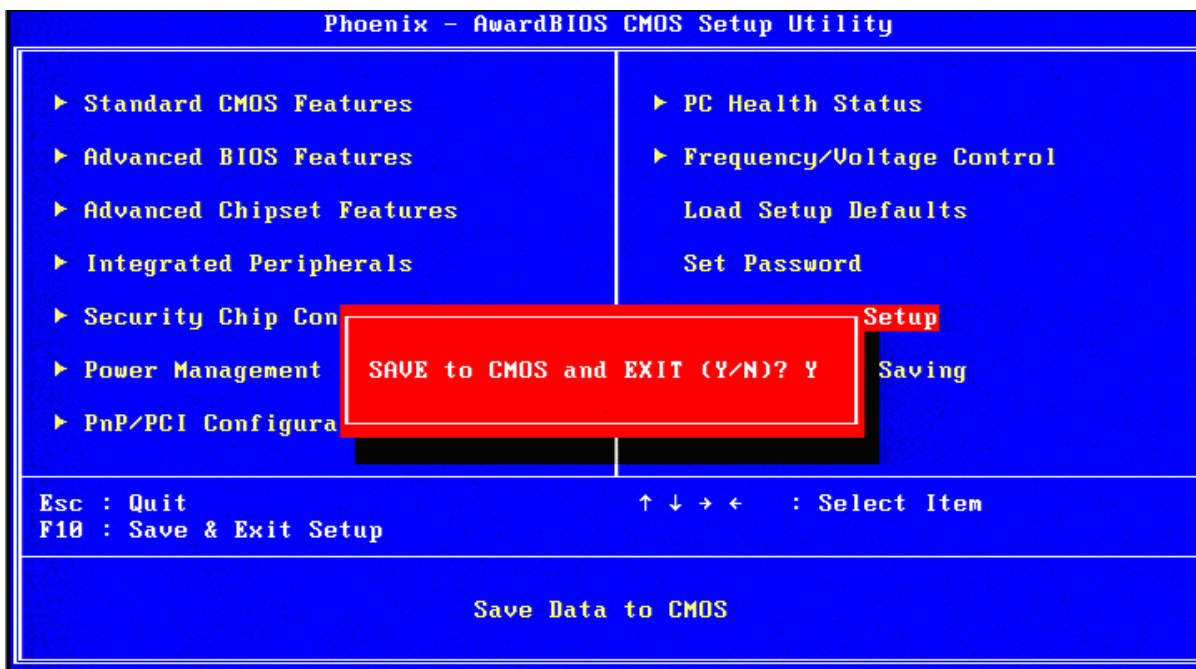 Phoenix - AwardBIOS CMOS Setup Utility
▶ Standard CMOS Features
▶ Advanced BIOS Features
▶ Advanced Chipset Features
▶ Integrated Peripherals
▶ Security Chip Con
▶ Power Management
▶ PnP/PCI Configura
▶ PC Health Status
▶ Frequency/Voltage Control
Load Setup Defaults
Set Password
Setup
Saving
SAVE to CMOS and EXIT (Y/N)? Y
Esc : Quit
F10 : Save & Exit Setup
↑ ↓ → ← : Select Item
Save Data to CMOS